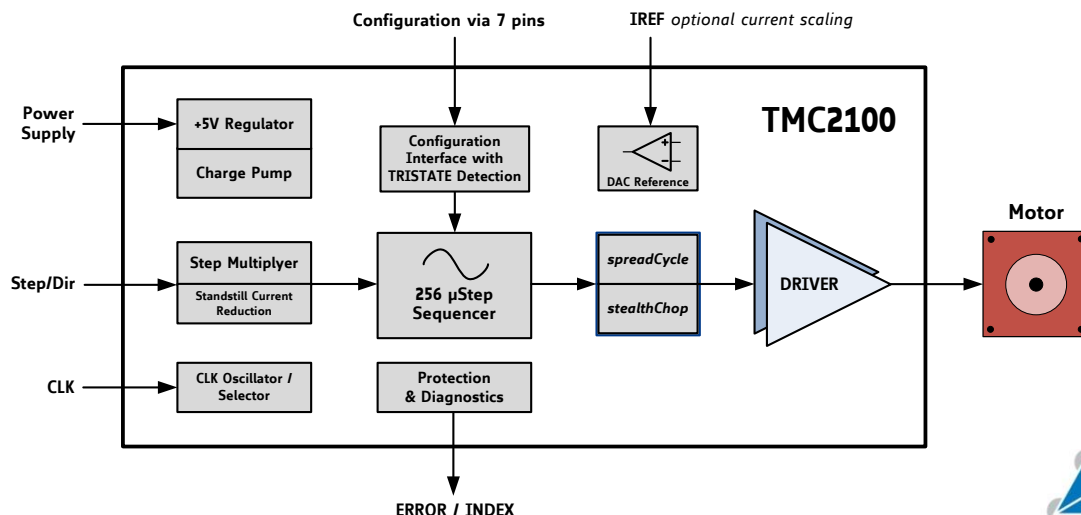 Configuration via 7 pins
IREF optional current scaling
TMC2100
Power
Supply
+5V Regulator
Charge Pump
Configuration
Interface with
TRISTATE Detection
+
-
DAC Reference
Motor
Step/Dir
Step Multiplyer
Standstill Current
Reduction
256 µStep
Sequencer
spreadCycle
stealthChop
DRIVER
CLK
CLK Oscillator /
Selector
Protection
& Diagnostics
ERROR / INDEX